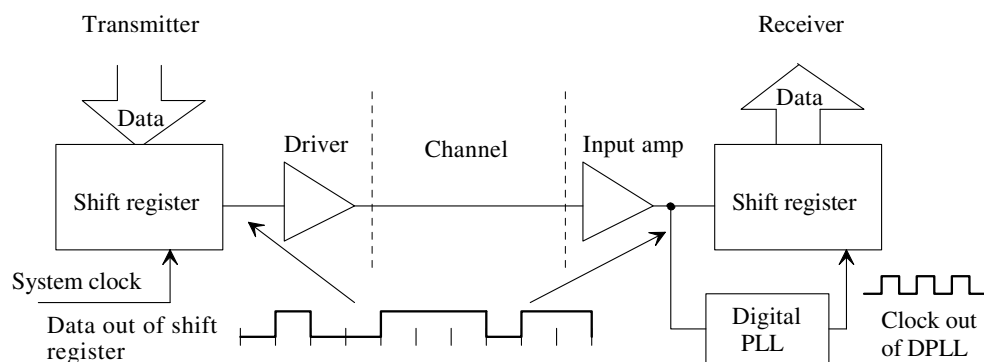 Transmitter
Receiver
Data
Data
Driver
Channel
Input amp
Shift register
Shift register
System clock
Data out of shift
register
Digital
PLL
Clock out
of DPLL